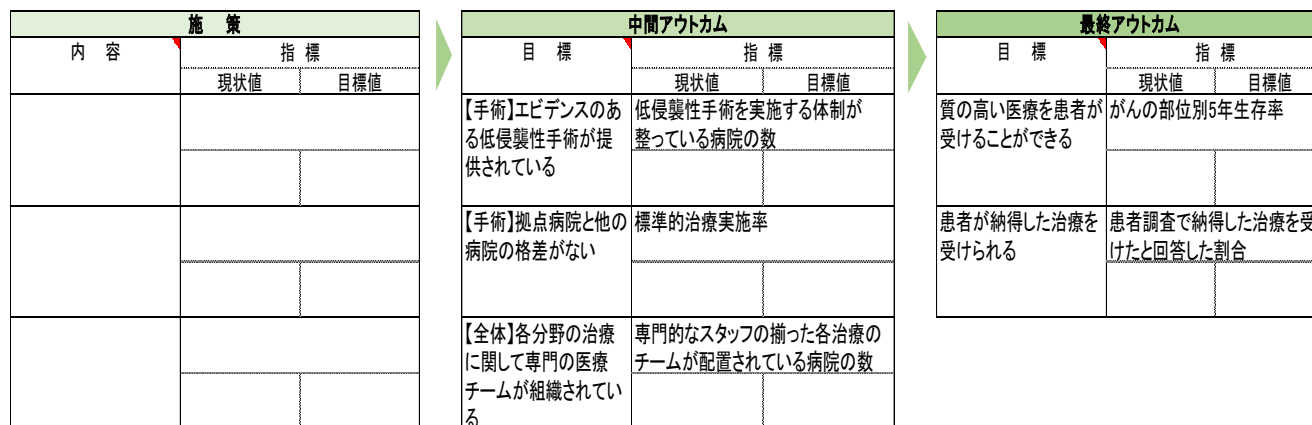 施 策
内 容
指 標
現状値
目標値
中間アウトカム
目 標
指 標
現状値
目標値
【手術】エビデンスのあ
る低侵襲性手術が提
供されている
低侵襲性手術を実施する体制が
整っている病院の数
【手術】拠点病院と他の
病院の格差がない
標準的治療実施率
【全体】各分野の治療
に関して専門の医療
チームが組織されてい
る
専門的なスタッフの揃った各治療の
チームが配置されている病院の数
最終アウトカム
目 標
指 標
現状値
目標値
質の高い医療を患者が
受けることができる
がんの部位別5年生存率
患者が納得した治療を
受けられる
患者調査で納得した治療を受
けたと回答した割合